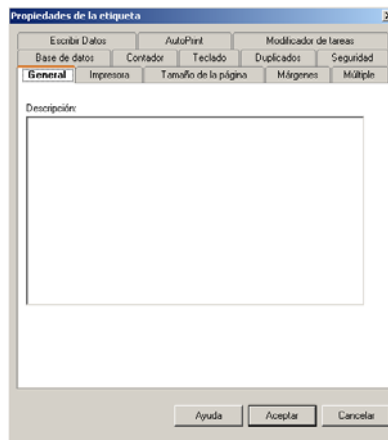 Propiedades de la etiqueta
Escribir Datos AutoPrint Modificador de tareas
Base de datos Contador Teclado Duplicados Seguridad
General Impresora Tamaño de la página Márgenes Múltiple
Descripción:
Ayuda Aceptar Cancelar